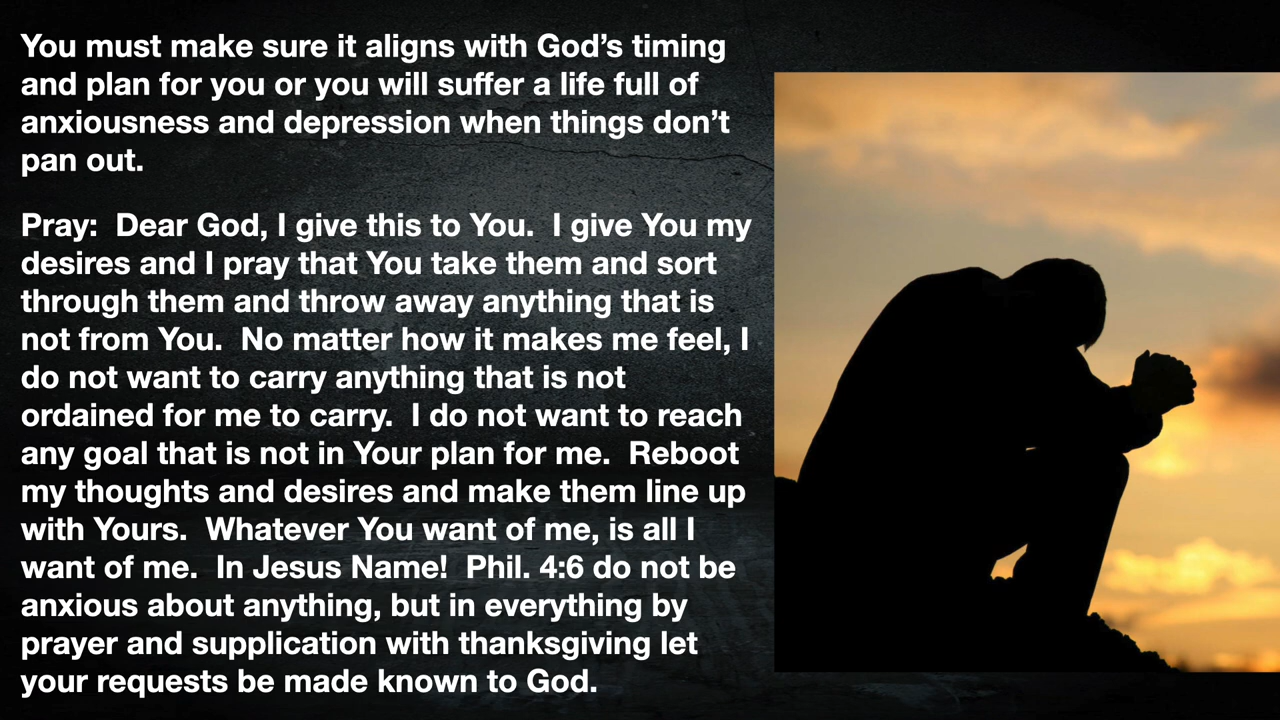 You must make sure it aligns with God’s timing
and plan for you or you will suffer a life full of
anxiousness and depression when things don’t
pan out.
Pray:  Dear God, I give this to You.  I give You my
desires and I pray that You take them and sort
through them and throw away anything that is
not from You.  No matter how it makes me feel, I
do not want to carry anything that is not
ordained for me to carry.  I do not want to reach
any goal that is not in Your plan for me.  Reboot
my thoughts and desires and make them line up
with Yours.  Whatever You want of me, is all I
want of me.  In Jesus Name!  Phil. 4:6 do not be
anxious about anything, but in everything by
prayer and supplication with thanksgiving let
your requests be made known to God.